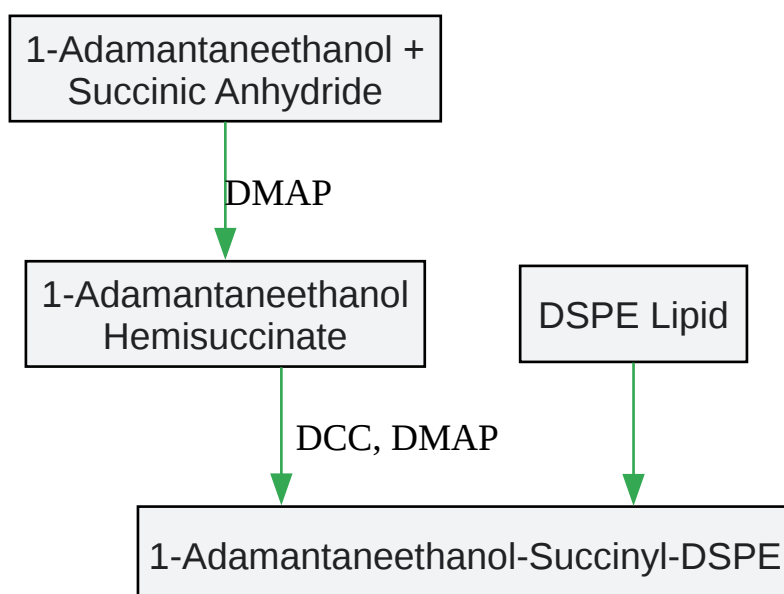 1-Adamantaneethanol +
Succinic Anhydride
DMAP
1-Adamantaneethanol
Hemisuccinate
DSPE Lipid
DCC, DMAP
1-Adamantaneethanol-Succinyl-DSPE